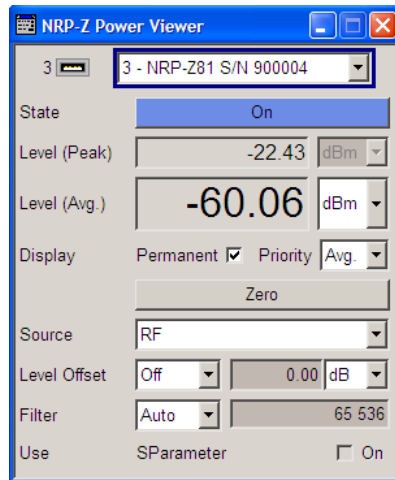 NRP-Z Power Viewer
3 3 - NRP-Z81 S/N 900004
State On
Level (Peak) -22.43 dBm
Level (Avg.) -60.06 dBm
Display Permanent Priority Avg.
Zero
Source RF
Level Offset Off 0.00 dB
Filter Auto 65 536
Use SParameter On